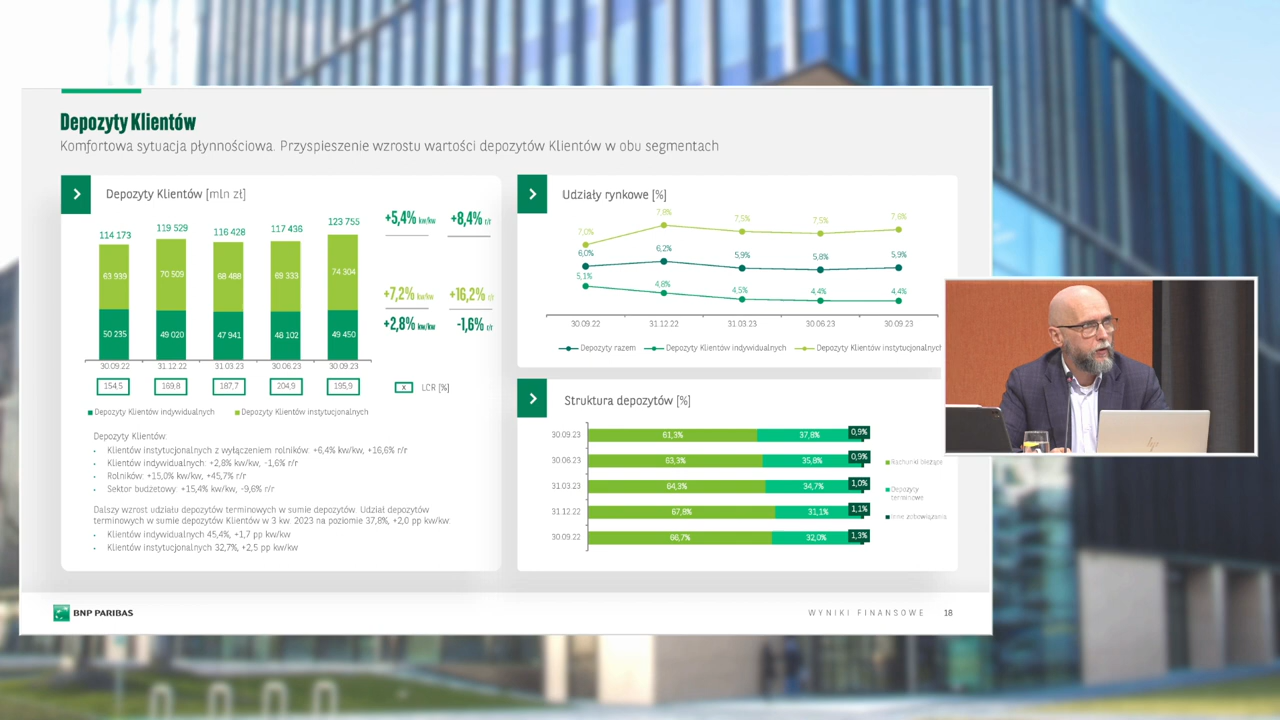 Depozyty Klientów
Komfortowa sytuacja płynnościowa. Przyspieszenie wzrostu wartości depozytów Klientów w obu segmentach
Depozyty Klientów [mln zł]
114 173
119 529
116 428
117 436
123 755
63 939
70 509
68 488
69 333
74 304
50 235
49 020
47 941
48 102
49 450
30.09.22
31.12.22
31.03.23
30.06.23
30.09.23
154,5
169,8
187,7
204,9
195,9
x LCR [%]
+5,4% kw/kw
+8,4% r/r
+7,2% kw/kw
+16,2% r/r
+2,8% kw/kw
-1,6% r/r
Depozyty Klientów indywidualnych
Depozyty Klientów instytucjonalnych
Depozyty Klientów:
• Klientów instytucjonalnych z wyłączeniem rolników: +6,4% kw/kw, +16,6% r/r
• Klientów indywidualnych: +2,8% kw/kw, -1,6% r/r
• Rolników: +15,0% kw/kw, +45,7% r/r
• Sektor budżetowy: +15,4% kw/kw, -9,6% r/r
Dalszy wzrost udziału depozytów terminowych w sumie depozytów. Udział depozytów
terminowych w sumie depozytów Klientów w 3 kw. 2023 na poziomie 37,8%, +2,0 pp kw/kw:
• Klientów indywidualnych 45,4%, +1,7 pp kw/kw
• Klientów instytucjonalnych 32,7%, +2,5 pp kw/kw
Udziały rynkowe [%]
7,0%
7,8%
7,5%
7,5%
7,6%
6,0%
6,2%
5,9%
5,8%
5,9%
5,1%
4,8%
4,5%
4,4%
4,4%
30.09.22
31.12.22
31.03.23
30.06.23
30.09.23
Depozyty razem
Depozyty Klientów indywidualnych
Depozyty Klientów instytucjonalnych
Struktura depozytów [%]
30.09.23 61,3% 37,8% 0,9%
30.06.23 63,3% 35,8% 0,9%
31.03.23 64,3% 34,7% 1,0%
31.12.22 67,8% 31,1% 1,1%
30.09.22 66,7% 32,0% 1,3%
Rachunki bieżące
Depozyty
terminowe
Inne zobowiązania
BNP PARIBAS
WYNIKI FINANSOWE 18
hp